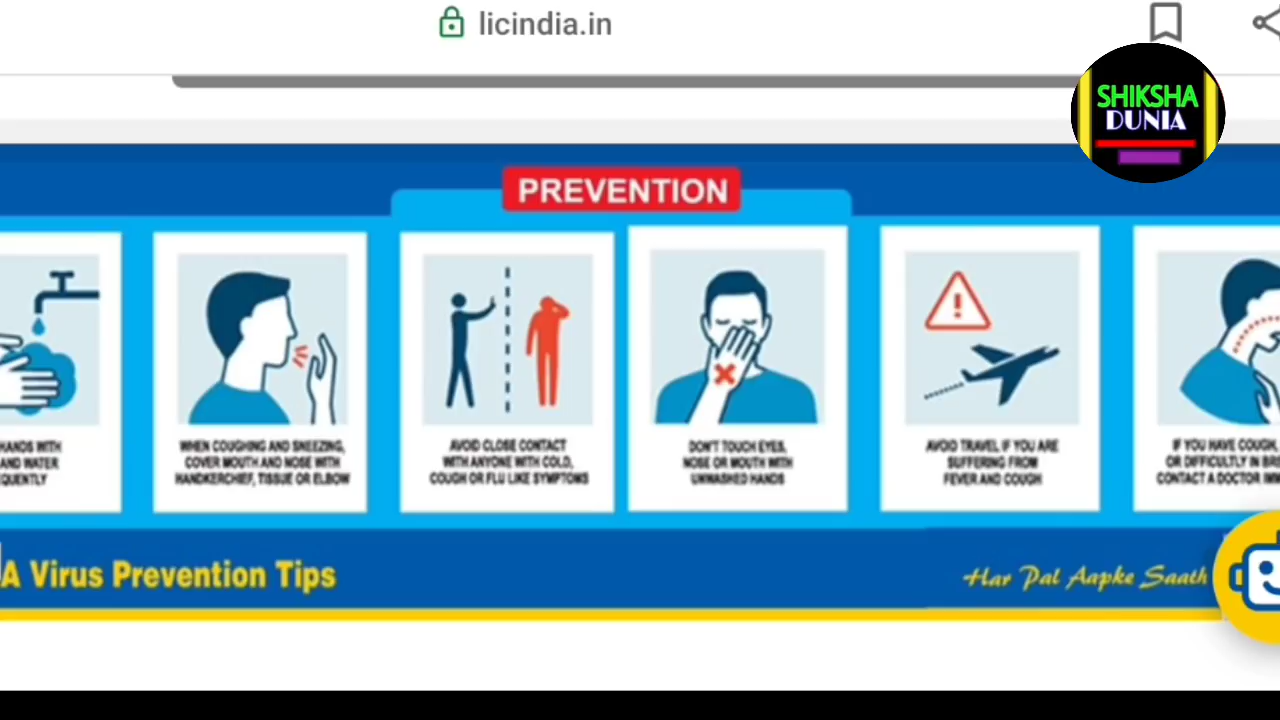 licindia.in
SHIKSHA
DUNIA
PREVENTION
HANDS WITH
AND WATER
QUENTLY
WHEN COUGHING AND SNEEZING,
COVER MOUTH AND NOSE WITH
HANDKERCHIEF, TISSUE OR ELBOW
AVOID CLOSE CONTACT
WITH ANYONE WITH COLD,
COUGH OR FLU LIKE SYMPTOMS
DON'T TOUCH EYES,
NOSE OR MOUTH WITH
UNWASHED HANDS
AVOID TRAVEL IF YOU ARE
SUFFERING FROM
FEVER AND COUGH
IF YOU HAVE COUGH
OR DIFFICULTLY IN BR
CONTACT A DOCTOR IMM
A Virus Prevention Tips
Har Pal Aapke Saath